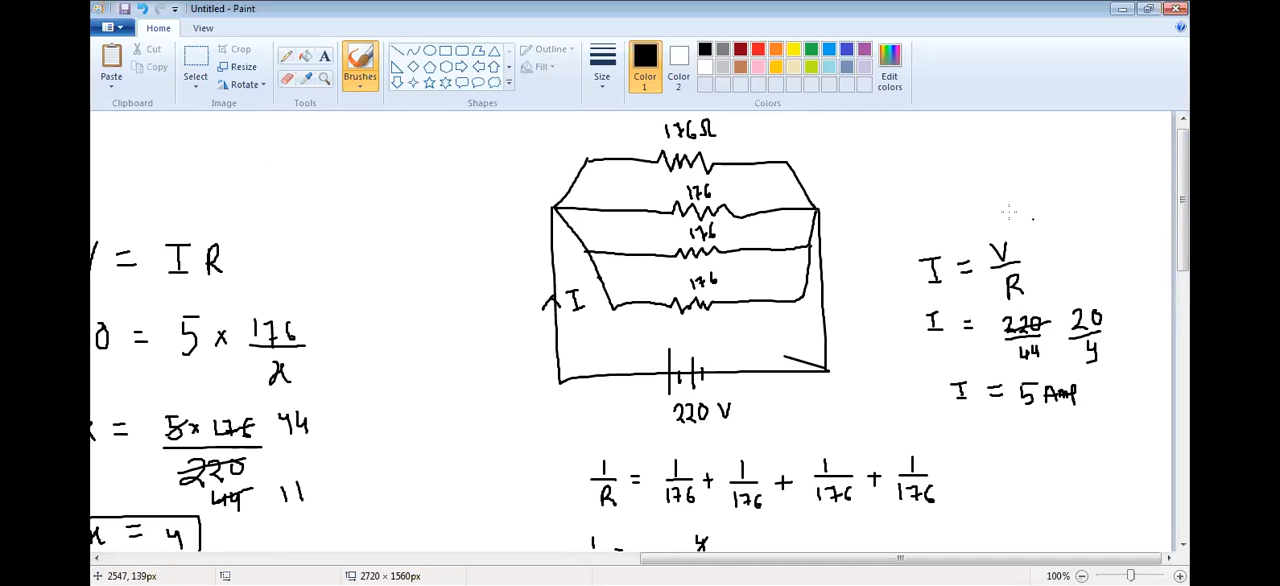 Untitled - Paint
Home View
Paste
Cut
Copy
Clipboard
Select
Crop
Resize
Rotate
Image
Tools
Brushes
Shapes
Outline
Fill
Size
Color 1
Color 2
Colors
Edit colors
176Ω
176
176
176
I
220 V
V = I R
0 = 5 × 176/x
= 5×176/220 44
44 11
x = 4
I = V/R
I = 220/44 20/4
I = 5 Amp
1/R = 1/176 + 1/176 + 1/176 + 1/176
2547, 139px
2720 × 1560px
100%